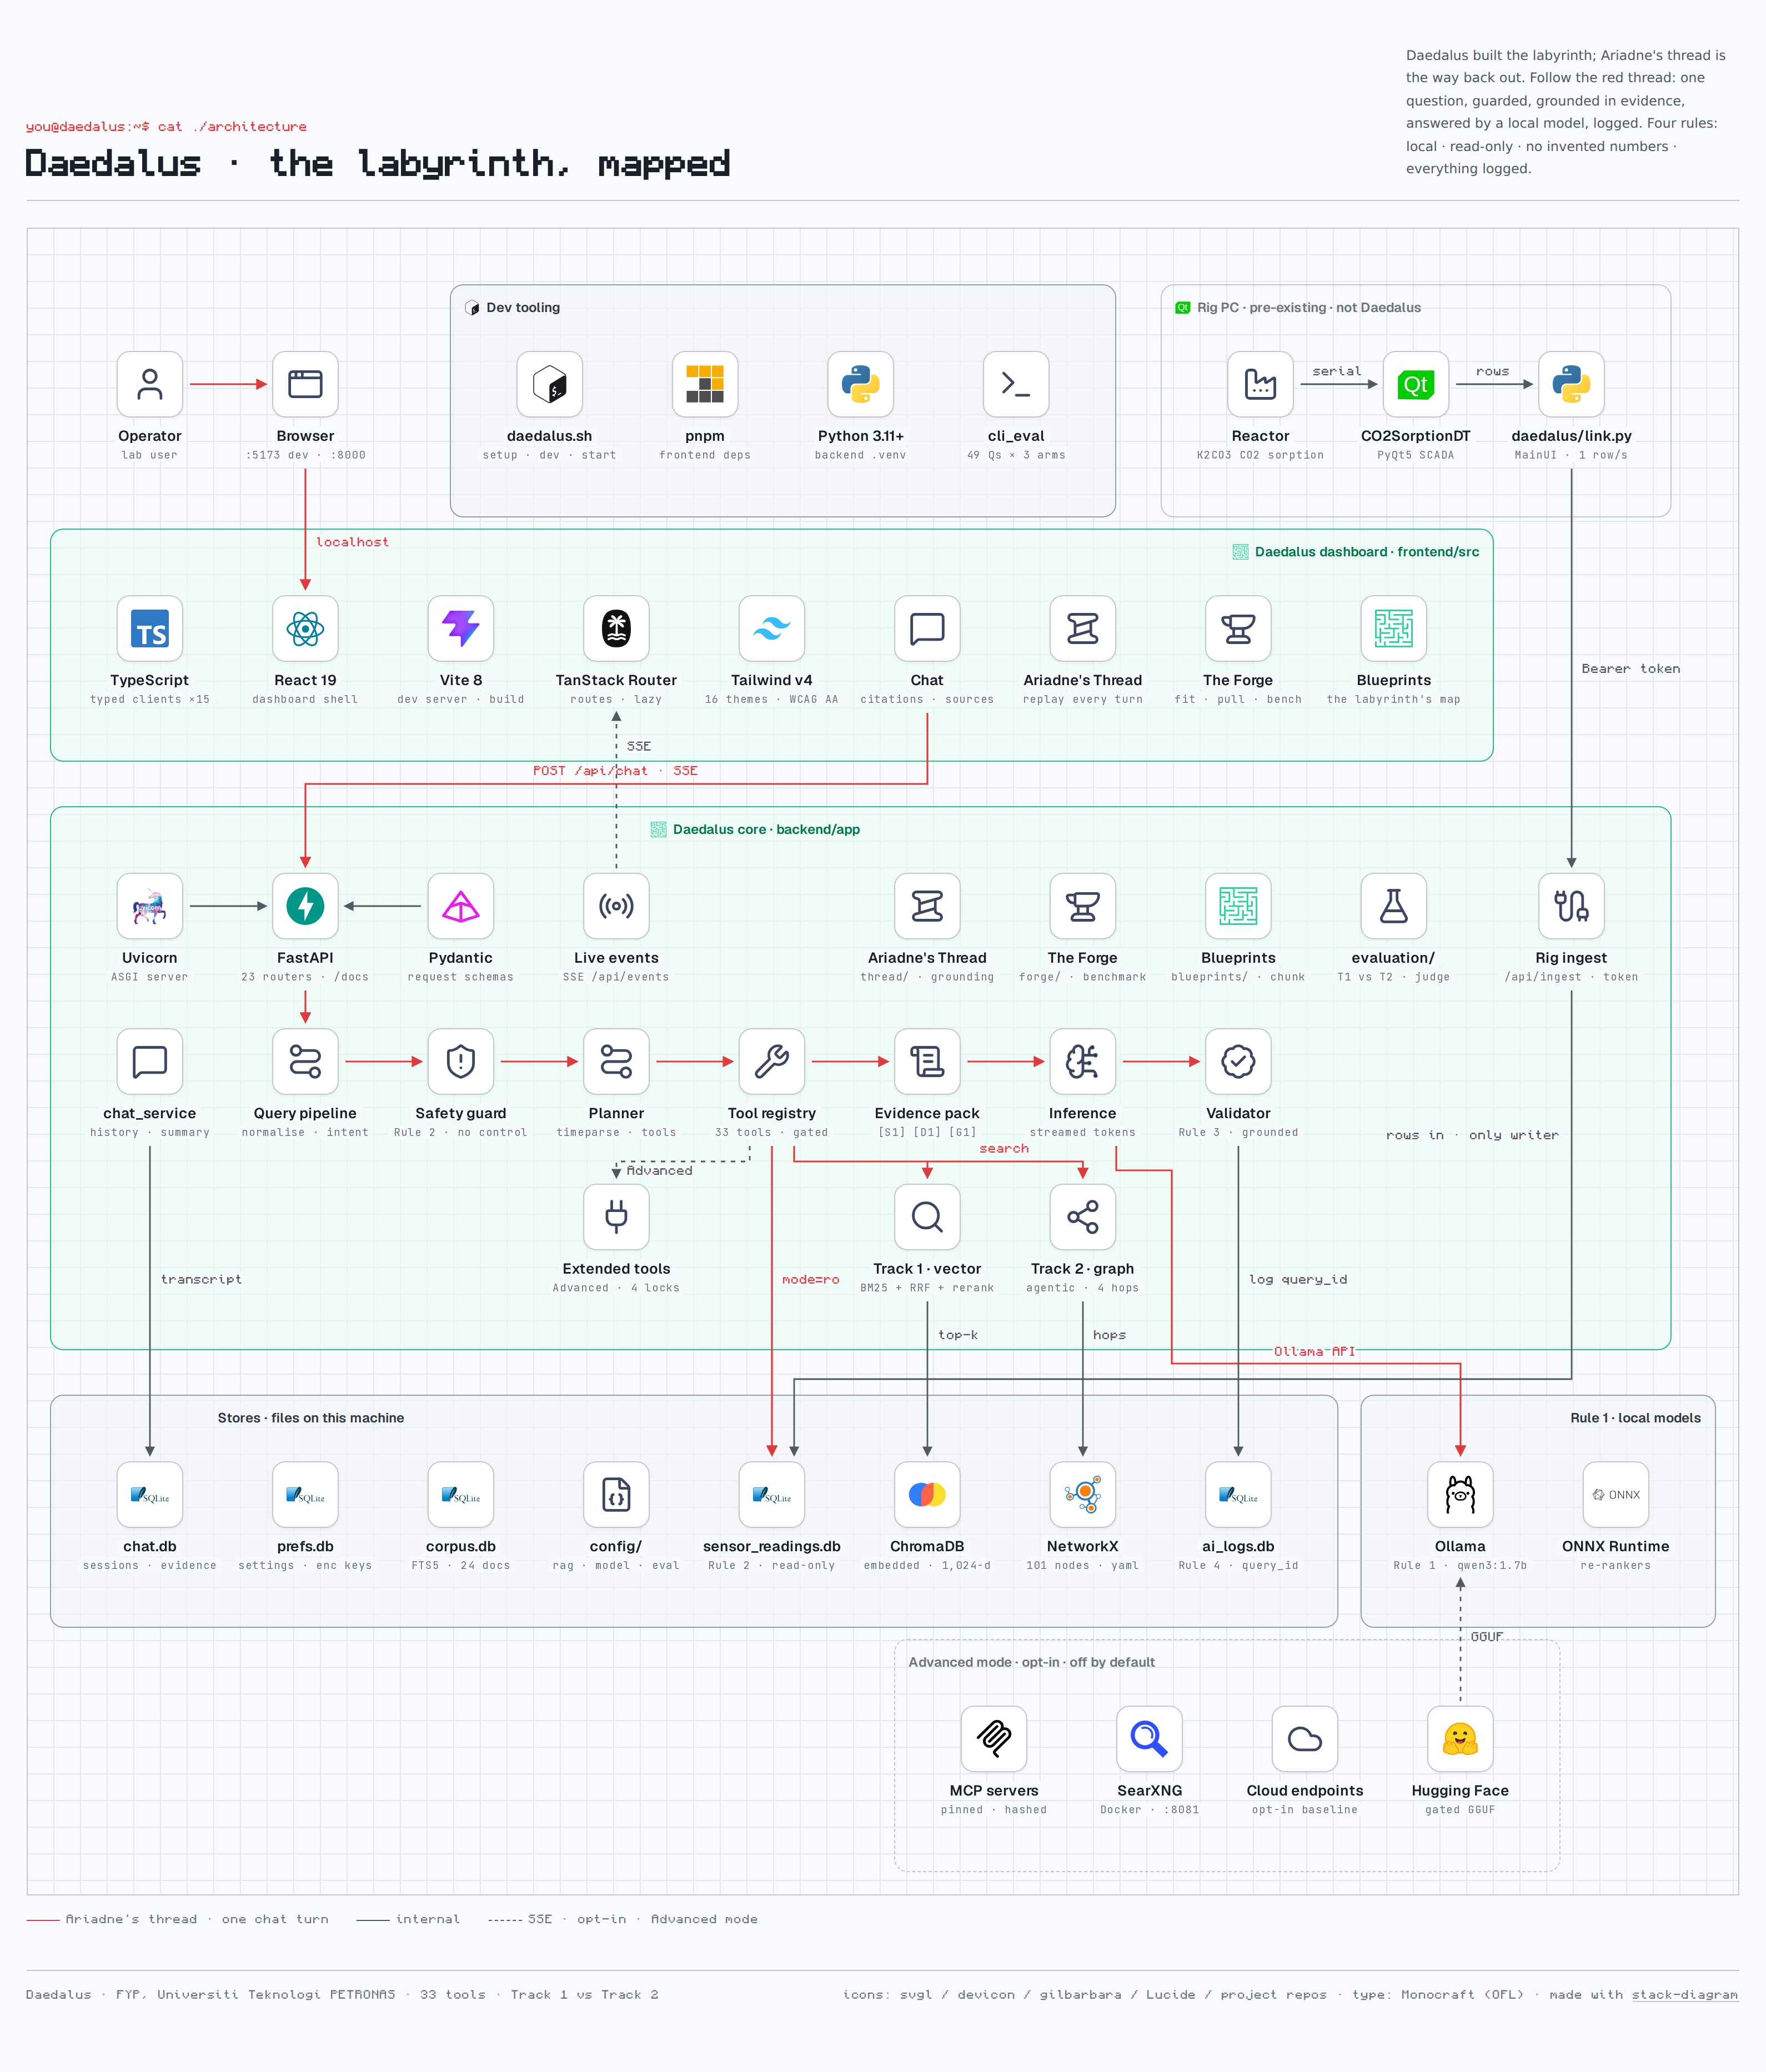 Daedalus built the labyrinth; Ariadne's thread is
the way back out. Follow the red thread: one
question, guarded, grounded in evidence,
answered by a local model, logged. Four rules:
local · read-only · no invented numbers ·
everything logged.
you@daedalus:~$ cat ./architecture
Daedalus · the labyrinth, mapped
Dev tooling
Qt Rig PC · pre-existing · not Daedalus
serial
rows
Qt
Operator
Browser
daedalus.sh
pnpm
Python 3.11+
cli_eval
Reactor
CO2SorptionDT
daedalus/link.py
lab user
:5173 dev · :8000
setup · dev · start
frontend deps
backend .venv
49 Qs × 3 arms
K2CO3 CO2 sorption
PyQt5 SCADA
MainUI · 1 row/s
localhost
Daedalus dashboard · frontend/src
TS
TypeScript
React 19
Vite 8
TanStack Router
Tailwind v4
Chat
Ariadne's Thread
The Forge
Blueprints
Bearer token
typed clients ×15
dashboard shell
dev server · build
routes · lazy
16 themes · WCAG AA
citations · sources
replay every turn
fit · pull · bench
the labyrinth's map
SSE
POST /api/chat · SSE
Daedalus core · backend/app
Uvicorn
FastAPI
Pydantic
Live events
Ariadne's Thread
The Forge
Blueprints
evaluation/
Rig ingest
ASGI server
23 routers · /docs
request schemas
SSE /api/events
thread/ · grounding
forge/ · benchmark
blueprints/ · chunk
T1 vs T2 · judge
/api/ingest · token
chat_service
Query pipeline
Safety guard
Planner
Tool registry
Evidence pack
Inference
Validator
history · summary
normalise · intent
Rule 2 · no control
timeparse · tools
33 tools · gated
[S1] [D1] [G1]
streamed tokens
Rule 3 · grounded
rows in · only writer
search
Advanced
Extended tools
Track 1 · vector
Track 2 · graph
transcript
Advanced · 4 locks
mode=ro
BM25 + RRF + rerank
agentic · 4 hops
log query_id
top-k
hops
Ollama API
Stores · files on this machine
Rule 1 · local models
SQLite
SQLite
SQLite
SQLite
SQLite
ONNX
chat.db
prefs.db
corpus.db
config/
sensor_readings.db
ChromaDB
NetworkX
ai_logs.db
Ollama
ONNX Runtime
sessions · evidence
settings · enc keys
FTS5 · 24 docs
rag · model · eval
Rule 2 · read-only
embedded · 1,024-d
101 nodes · yaml
Rule 4 · query_id
Rule 1 · qwen3:1.7b
re-rankers
GGUF
Advanced mode · opt-in · off by default
MCP servers
SearXNG
Cloud endpoints
Hugging Face
pinned · hashed
Docker · :8081
opt-in baseline
gated GGUF
Ariadne's thread · one chat turn
internal
SSE · opt-in · Advanced mode
Daedalus · FYP, Universiti Teknologi PETRONAS · 33 tools · Track 1 vs Track 2
icons: svgl / devicon / gilbarbara / Lucide / project repos · type: Monocraft (OFL) · made with stack-diagram